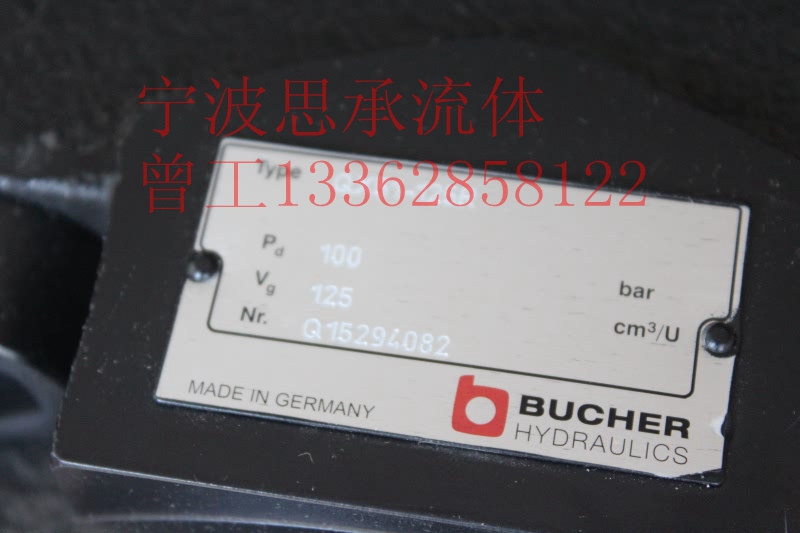 宁波思承流体
曾工13362858122
Type
Pd 100 bar
Vg 125 cm³/U
Nr. Q15294082
MADE IN GERMANY
BUCHER
HYDRAULICS